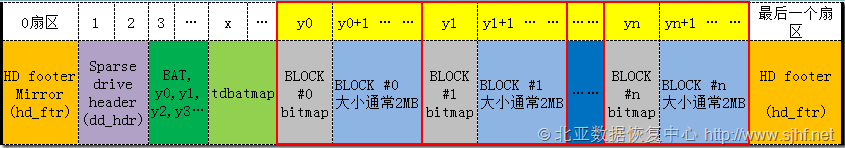 0扇区 1 2 3 … x … y0 y0+1 … … y1 y1+1 … … …… yn yn+1 … … 最后一个扇区
HD footer Mirror (hd_ftr)
Sparse drive header (dd_hdr)
BAT, y0,y1, y2,y3…
tdbatmap
BLOCK #0 bitmap
BLOCK #0 大小通常2MB
BLOCK #1 bitmap
BLOCK #1 大小通常2MB
……
BLOCK #n bitmap
BLOCK #n 大小通常2MB
HD footer (hd_ftr)
© 北亚数据恢复中心 http://www.sjhf.net